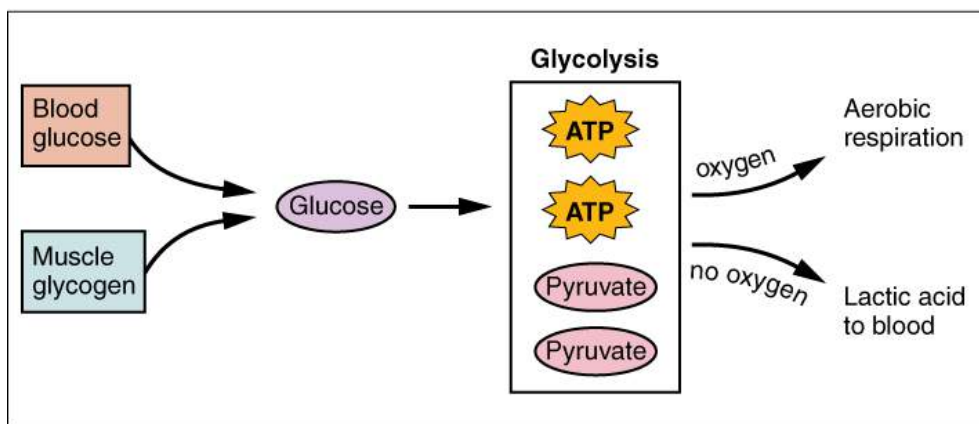 Glycolysis
Blood
glucose
Muscle
glycogen
Glucose
ATP
ATP
Pyruvate
Pyruvate
oxygen
no oxygen
Aerobic
respiration
Lactic acid
to blood